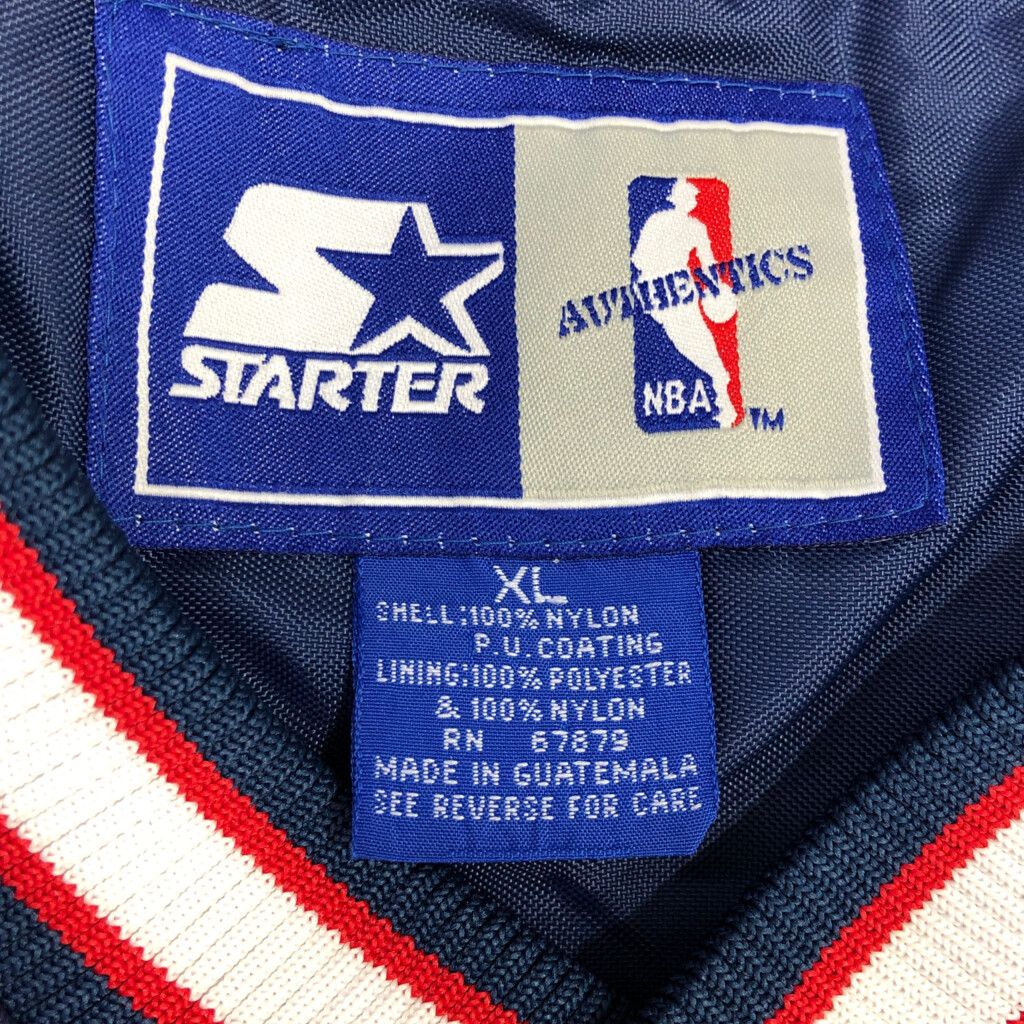 STARTER
AUTHENTICS
NBA
TM
XL
SHELL:100% NYLON
P.U. COATING
LINING:100% POLYESTER
& 100% NYLON
RN 67879
MADE IN GUATEMALA
SEE REVERSE FOR CARE